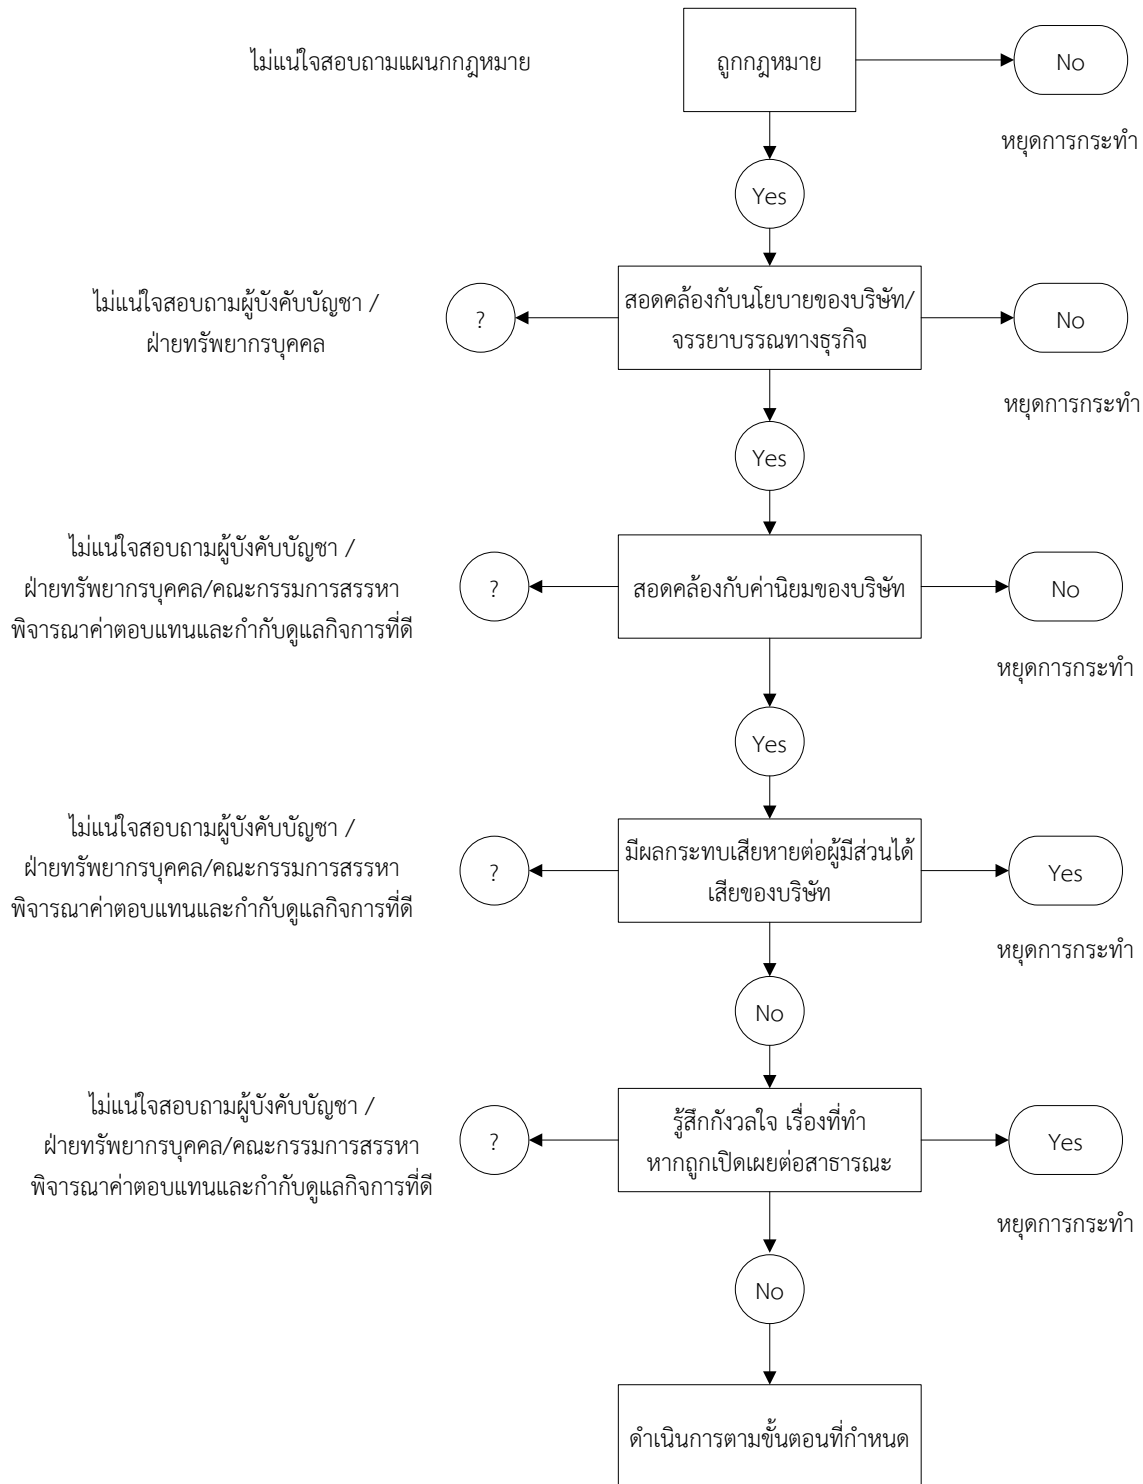 ไม่แน่ใจสอบถามแผนกกฎหมาย
ถูกกฎหมาย
No
หยุดการกระทำ
Yes
ไม่แน่ใจสอบถามผู้บังคับบัญชา /
ฝ่ายทรัพยากรบุคคล
?
สอดคล้องกับนโยบายของบริษัท/
จรรยาบรรณทางธุรกิจ
No
หยุดการกระทำ
Yes
ไม่แน่ใจสอบถามผู้บังคับบัญชา /
ฝ่ายทรัพยากรบุคคล/คณะกรรมการสรรหา
พิจารณาค่าตอบแทนและกำกับดูแลกิจการที่ดี
?
สอดคล้องกับค่านิยมของบริษัท
No
หยุดการกระทำ
Yes
ไม่แน่ใจสอบถามผู้บังคับบัญชา /
ฝ่ายทรัพยากรบุคคล/คณะกรรมการสรรหา
พิจารณาค่าตอบแทนและกำกับดูแลกิจการที่ดี
?
มีผลกระทบเสียหายต่อผู้มีส่วนได้
เสียของบริษัท
Yes
หยุดการกระทำ
No
ไม่แน่ใจสอบถามผู้บังคับบัญชา /
ฝ่ายทรัพยากรบุคคล/คณะกรรมการสรรหา
พิจารณาค่าตอบแทนและกำกับดูแลกิจการที่ดี
?
รู้สึกกังวลใจ เรื่องที่ทำ
หากถูกเปิดเผยต่อสาธารณะ
Yes
หยุดการกระทำ
No
ดำเนินการตามขั้นตอนที่กำหนด